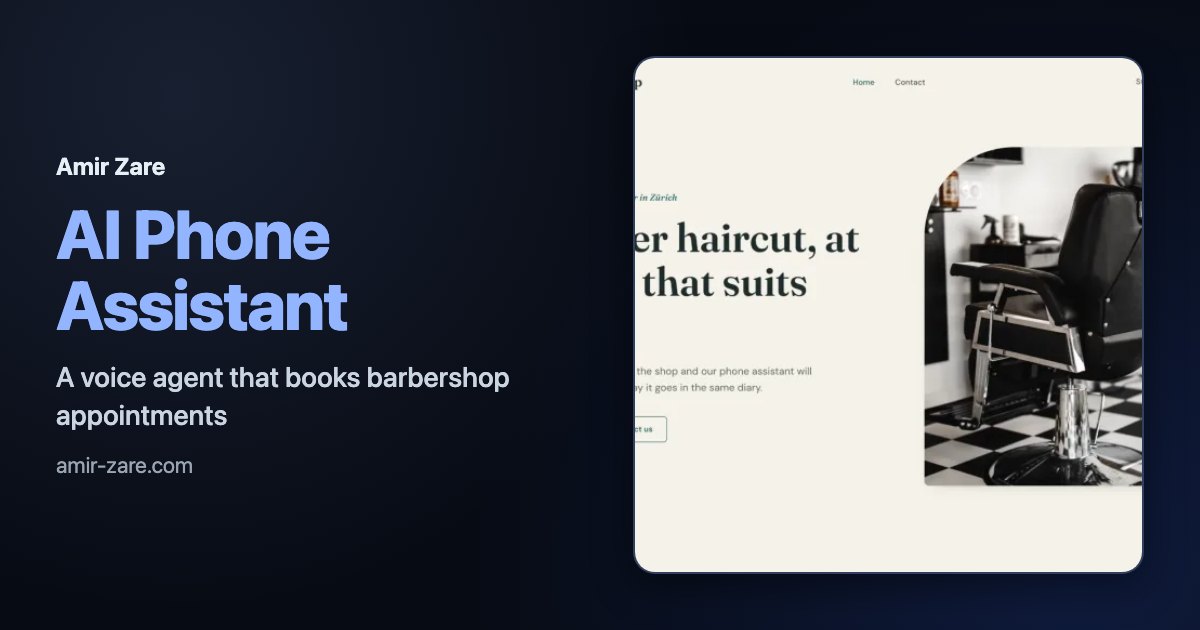 Amir Zare
AI Phone
Assistant
A voice agent that books barbershop
appointments
amir-zare.com
p
Home Contact
r in Zürich
er haircut, at
that suits
the shop and our phone assistant will
ay it goes in the same diary.
ct us